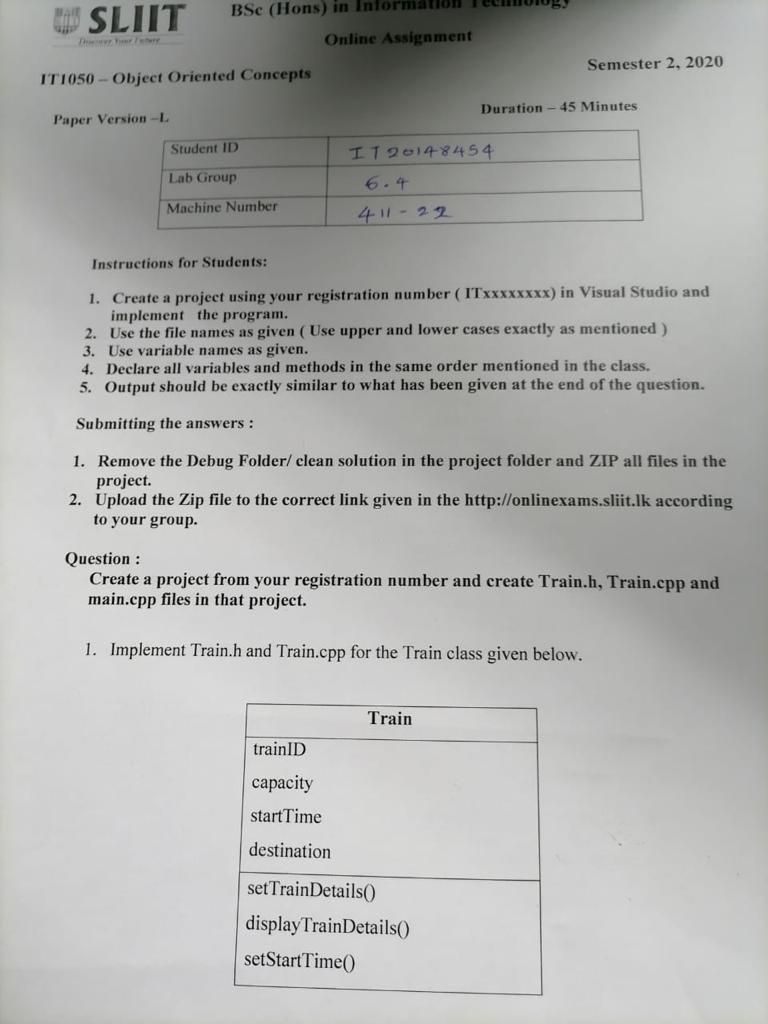 SLIIT
Discover Your Future
BSc (Hons) in Information Technology
Online Assignment
IT1050 – Object Oriented Concepts
Semester 2, 2020
Paper Version –L
Duration – 45 Minutes
Student ID IT20148454
Lab Group 6.4
Machine Number 411-22
Instructions for Students:
1. Create a project using your registration number ( ITxxxxxxxx) in Visual Studio and
implement the program.
2. Use the file names as given ( Use upper and lower cases exactly as mentioned )
3. Use variable names as given.
4. Declare all variables and methods in the same order mentioned in the class.
5. Output should be exactly similar to what has been given at the end of the question.
Submitting the answers :
1. Remove the Debug Folder/ clean solution in the project folder and ZIP all files in the
project.
2. Upload the Zip file to the correct link given in the http://onlinexams.sliit.lk according
to your group.
Question :
Create a project from your registration number and create Train.h, Train.cpp and
main.cpp files in that project.
1. Implement Train.h and Train.cpp for the Train class given below.
Train
trainID
capacity
startTime
destination
setTrainDetails()
displayTrainDetails()
setStartTime()